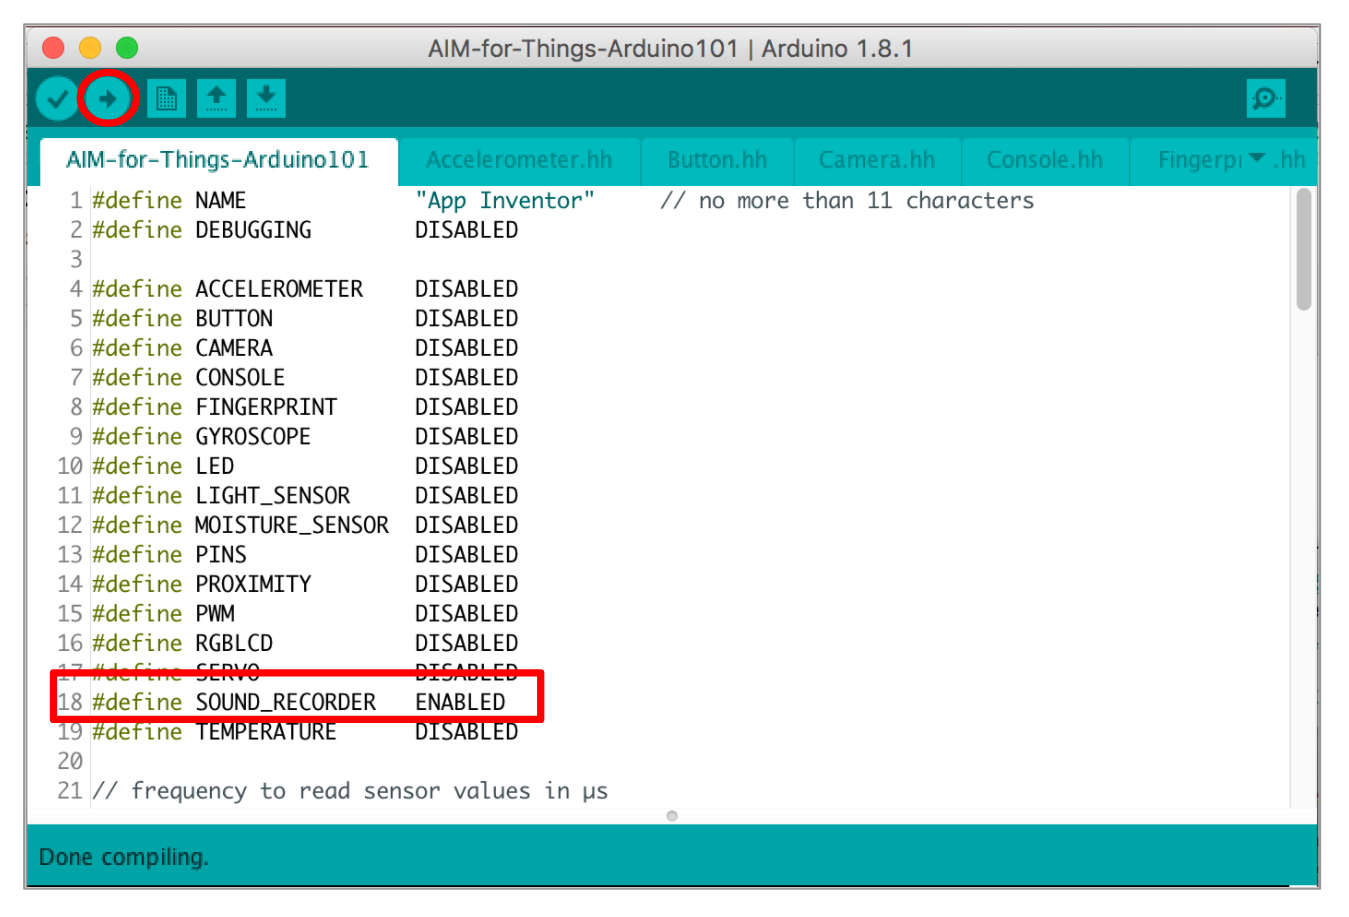 AIM-for-Things-Arduino101 | Arduino 1.8.1
AIM-for-Things-Arduino101 Accelerometer.hh Button.hh Camera.hh Console.hh Fingerpr .hh
1 #define NAME "App Inventor" // no more than 11 characters
2 #define DEBUGGING DISABLED
3
4 #define ACCELEROMETER DISABLED
5 #define BUTTON DISABLED
6 #define CAMERA DISABLED
7 #define CONSOLE DISABLED
8 #define FINGERPRINT DISABLED
9 #define GYROSCOPE DISABLED
10 #define LED DISABLED
11 #define LIGHT_SENSOR DISABLED
12 #define MOISTURE_SENSOR DISABLED
13 #define PINS DISABLED
14 #define PROXIMITY DISABLED
15 #define PWM DISABLED
16 #define RGBLCD DISABLED
17 #define SERVO DISABLED
18 #define SOUND_RECORDER ENABLED
19 #define TEMPERATURE DISABLED
20
21 // frequency to read sensor values in µs
Done compiling.